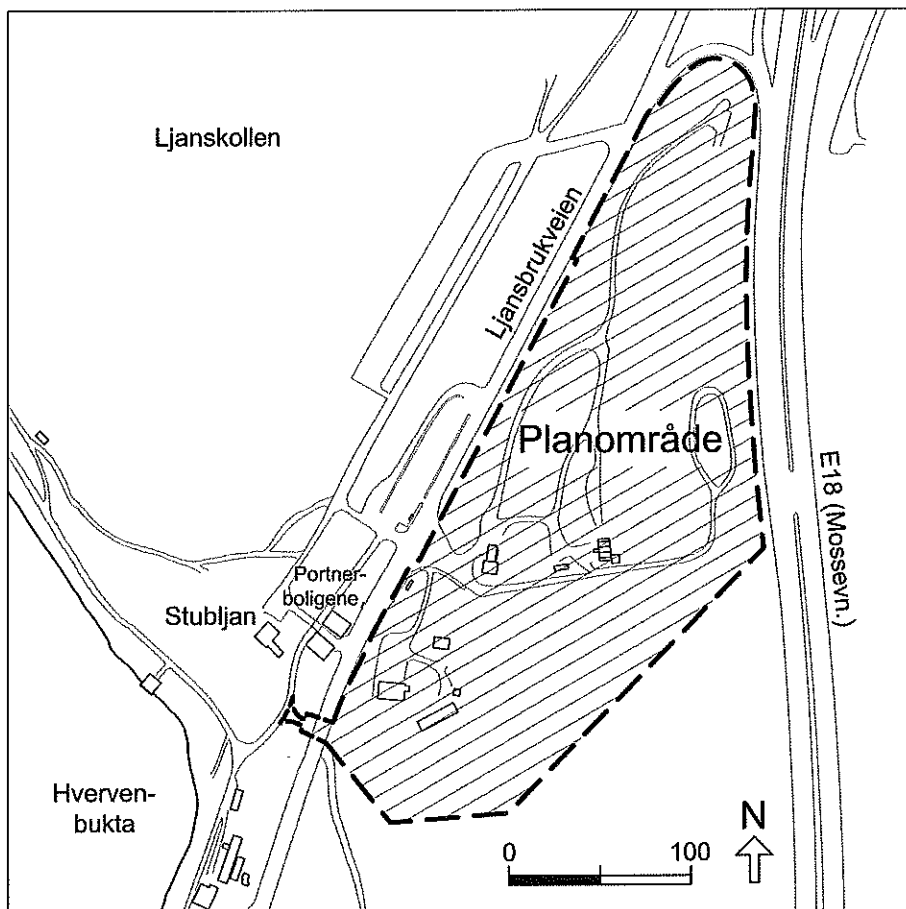 Ljanskollen
Ljansbrukveien
Planområde
E18 (Mossevn.)
Portner-
boligene
Stubljan
Hverven-
bukta
0 100
N